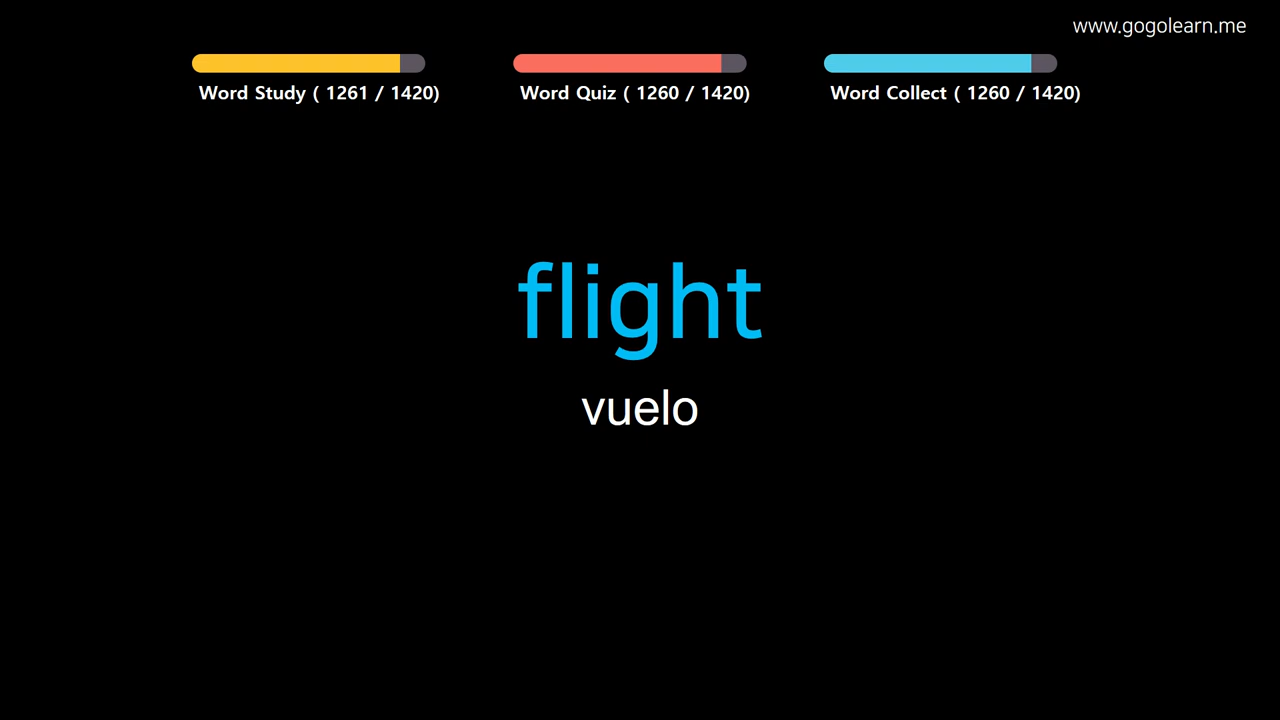 www.gogolearn.me
Word Study ( 1261 / 1420)
Word Quiz ( 1260 / 1420)
Word Collect ( 1260 / 1420)
flight
vuelo